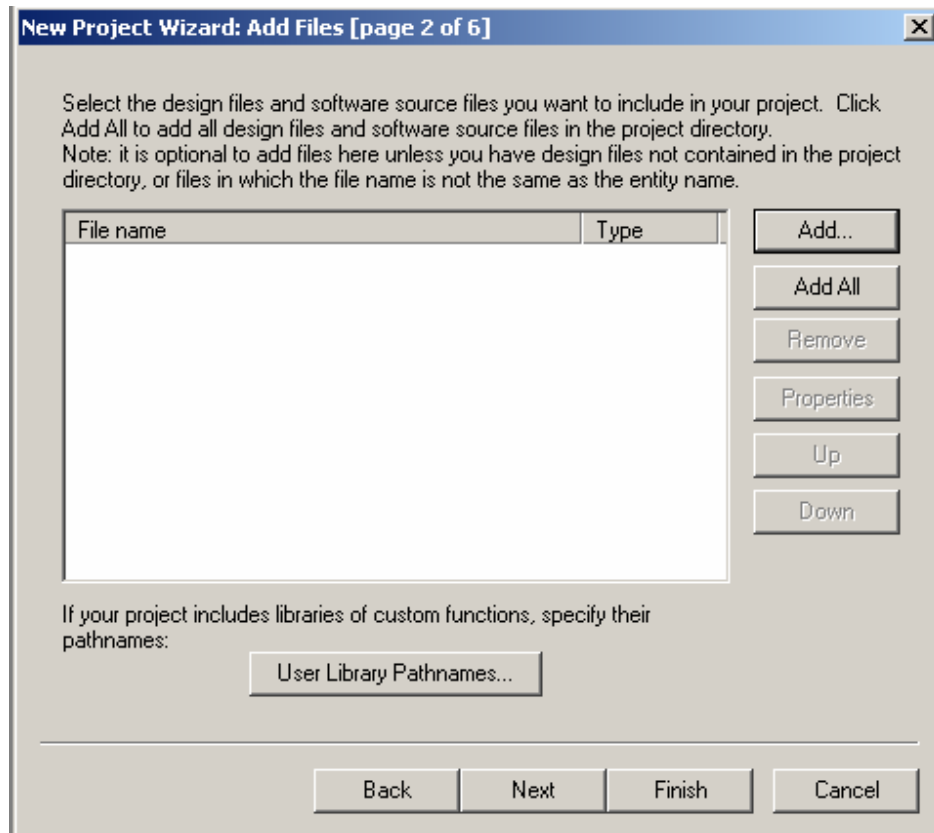 New Project Wizard: Add Files [page 2 of 6]
Select the design files and software source files you want to include in your project.  Click
Add All to add all design files and software source files in the project directory.
Note: it is optional to add files here unless you have design files not contained in the project
directory, or files in which the file name is not the same as the entity name.
File name
Type
Add...
Add All
Remove
Properties
Up
Down
If your project includes libraries of custom functions, specify their
pathnames:
User Library Pathnames...
Back
Next
Finish
Cancel